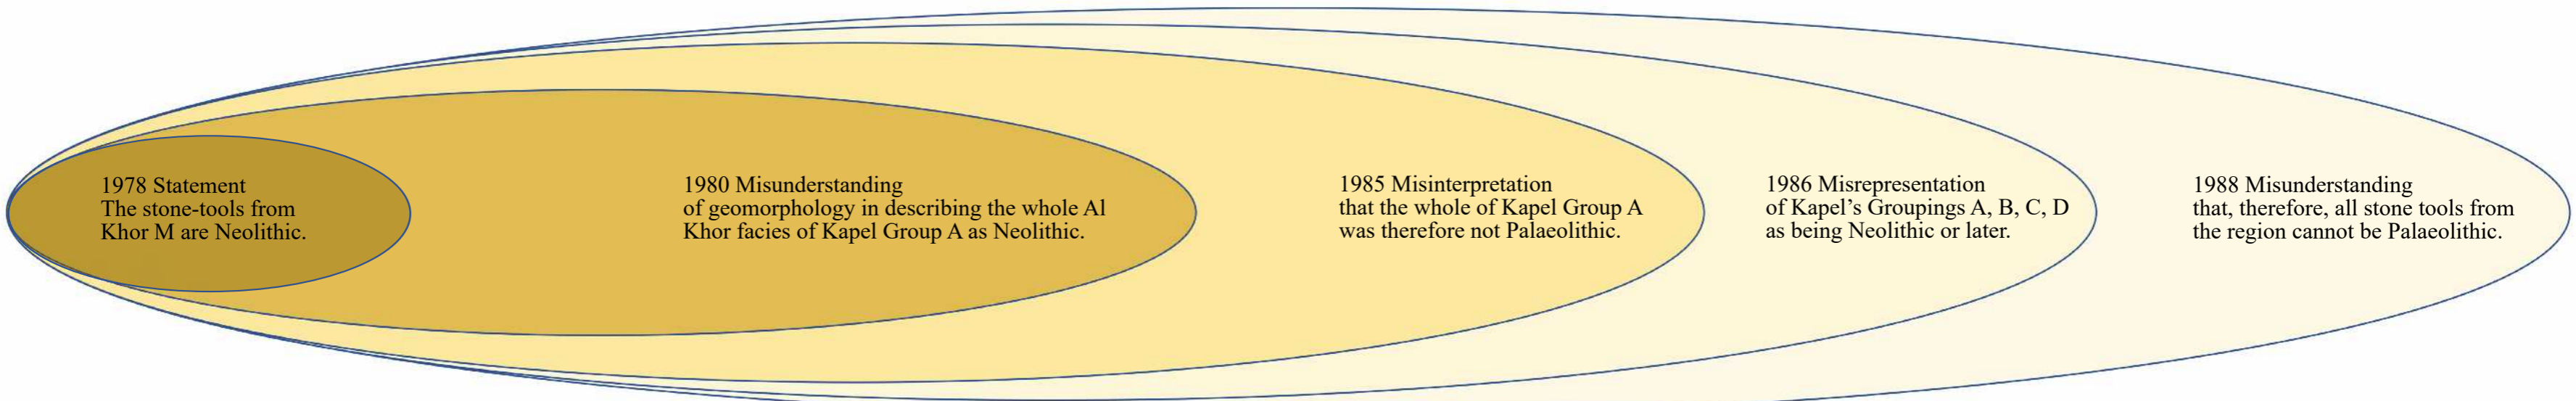 1978 Statement
The stone-tools from
Khor M are Neolithic.
1980 Misunderstanding
of geomorphology in describing the whole Al
Khor facies of Kapel Group A as Neolithic.
1985 Misinterpretation
that the whole of Kapel Group A
was therefore not Palaeolithic.
1986 Misrepresentation
of Kapel’s Groupings A, B, C, D
as being Neolithic or later.
1988 Misunderstanding
that, therefore, all stone tools from
the region cannot be Palaeolithic.